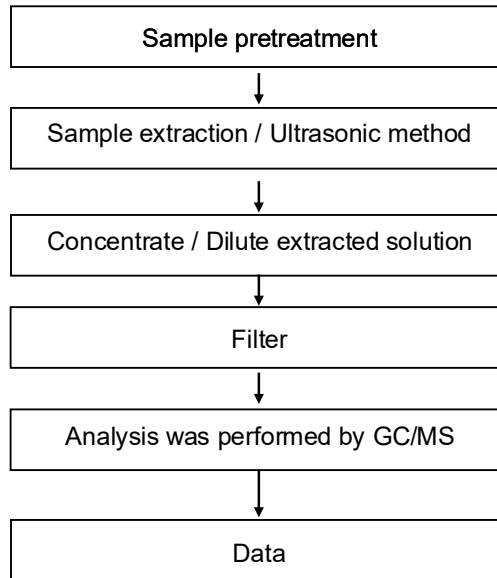 Sample pretreatment
Sample extraction / Ultrasonic method
Concentrate / Dilute extracted solution
Filter
Analysis was performed by GC/MS
Data